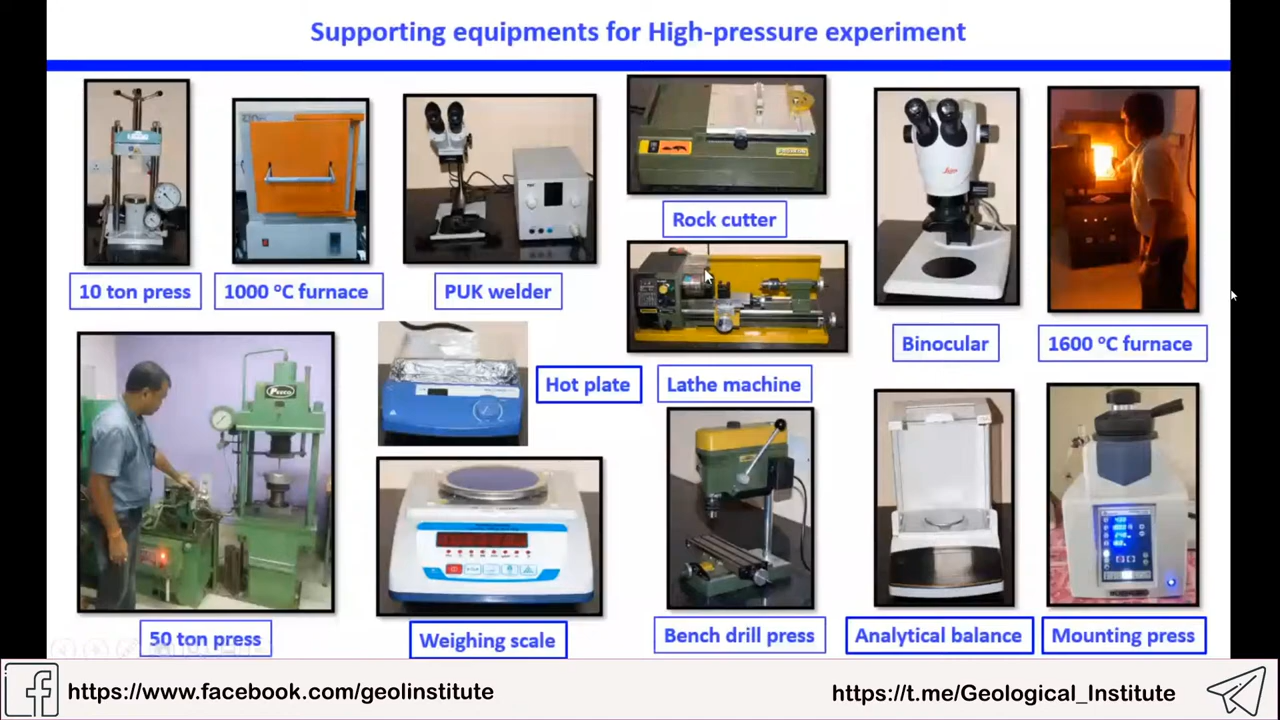 Supporting equipments for High-pressure experiment
10 ton press
1000 °C furnace
PUK welder
Rock cutter
Lathe machine
Binocular
1600 °C furnace
Hot plate
50 ton press
Weighing scale
Bench drill press
Analytical balance
Mounting press
https://www.facebook.com/geolinstitute
https://t.me/Geological_Institute